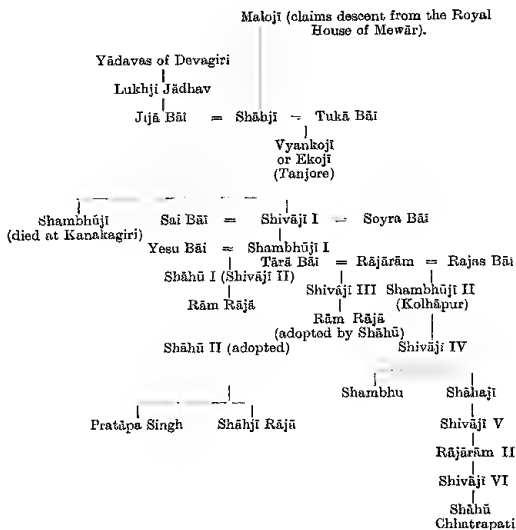 Maloji (claims descent from the Royal
House of Mewār).
Yādavas of Devagiri
Lukhji Jādhav
Jijā Bāī = Shāhjī = Tukā Bāī
Vyankojī
or Ekojī
(Tanjore)
Shambhūjī
(died at Kanakagiri)
Sai Bāī = Shivājī I = Soyra Bāī
Yesu Bāī = Shambhūjī I
Tārā Bāī = Rājārām = Rajas Bāī
Shāhū I (Shivājī II)
Shivājī III
Shambhūjī II
(Kolhāpur)
Rām Rājā
Rām Rājā
(adopted by Shāhū)
Shāhū II (adopted)
Shivājī IV
Shambhu
Shāhajī
Pratāpa Singh
Shāhjī Rājā
Shivājī V
Rājārām II
Shivājī VI
Shāhū
Chhatrapati